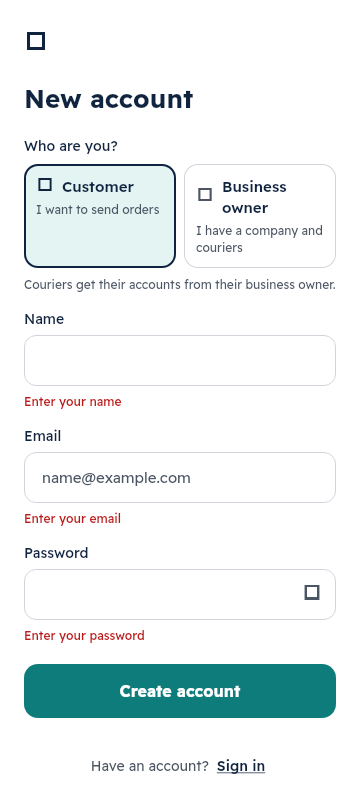 New account
Who are you?
Customer
I want to send orders
Business
owner
I have a company and
couriers
Couriers get their accounts from their business owner.
Name
Enter your name
Email
name@example.com
Enter your email
Password
Enter your password
Create account
Have an account? Sign in